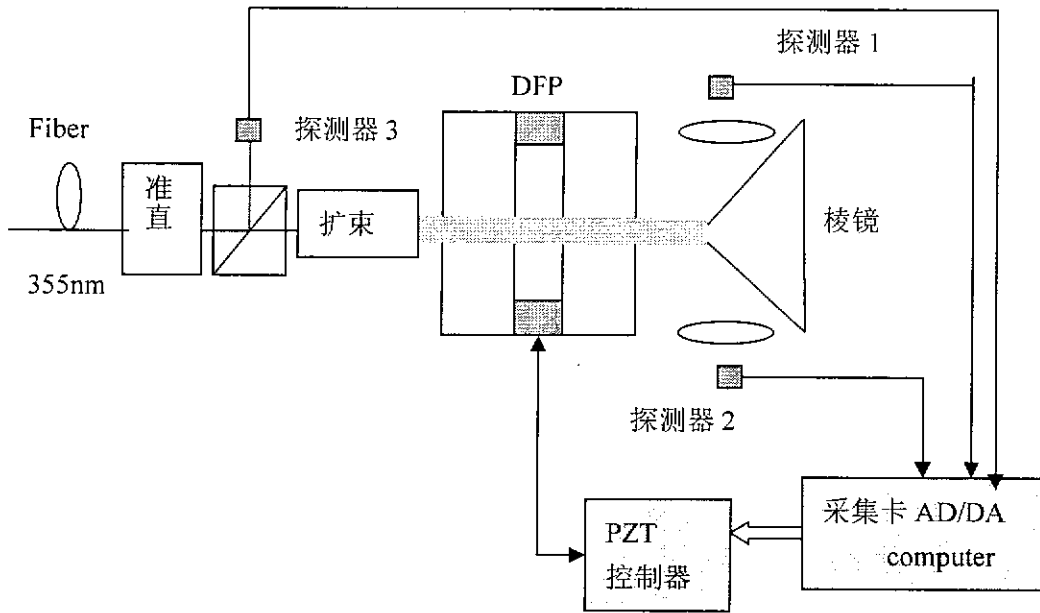 探测器 1
DFP
Fiber
探测器 3
准
直
扩束
棱镜
355nm
探测器 2
采集卡 AD/DA
computer
PZT
控制器